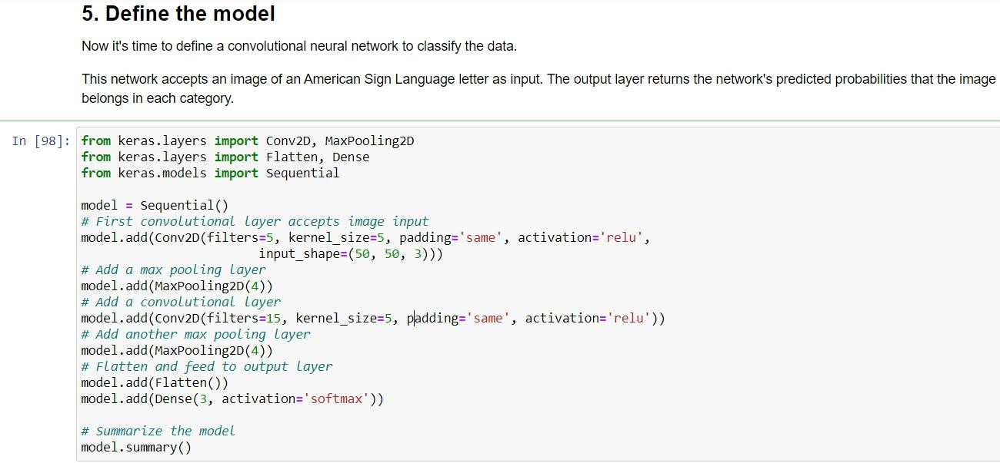 5. Define the model
Now it's time to define a convolutional neural network to classify the data.
This network accepts an image of an American Sign Language letter as input. The output layer returns the network's predicted probabilities that the image
belongs in each category.
In [98]:
from keras.layers import Conv2D, MaxPooling2D
from keras.layers import Flatten, Dense
from keras.models import Sequential
model = Sequential()
# First convolutional layer accepts image input
model.add(Conv2D(filters=5, kernel_size=5, padding='same', activation='relu',
                        input_shape=(50, 50, 3)))
# Add a max pooling layer
model.add(MaxPooling2D(4))
# Add a convolutional layer
model.add(Conv2D(filters=15, kernel_size=5, padding='same', activation='relu'))
# Add another max pooling layer
model.add(MaxPooling2D(4))
# Flatten and feed to output layer
model.add(Flatten())
model.add(Dense(3, activation='softmax'))
# Summarize the model
model.summary()